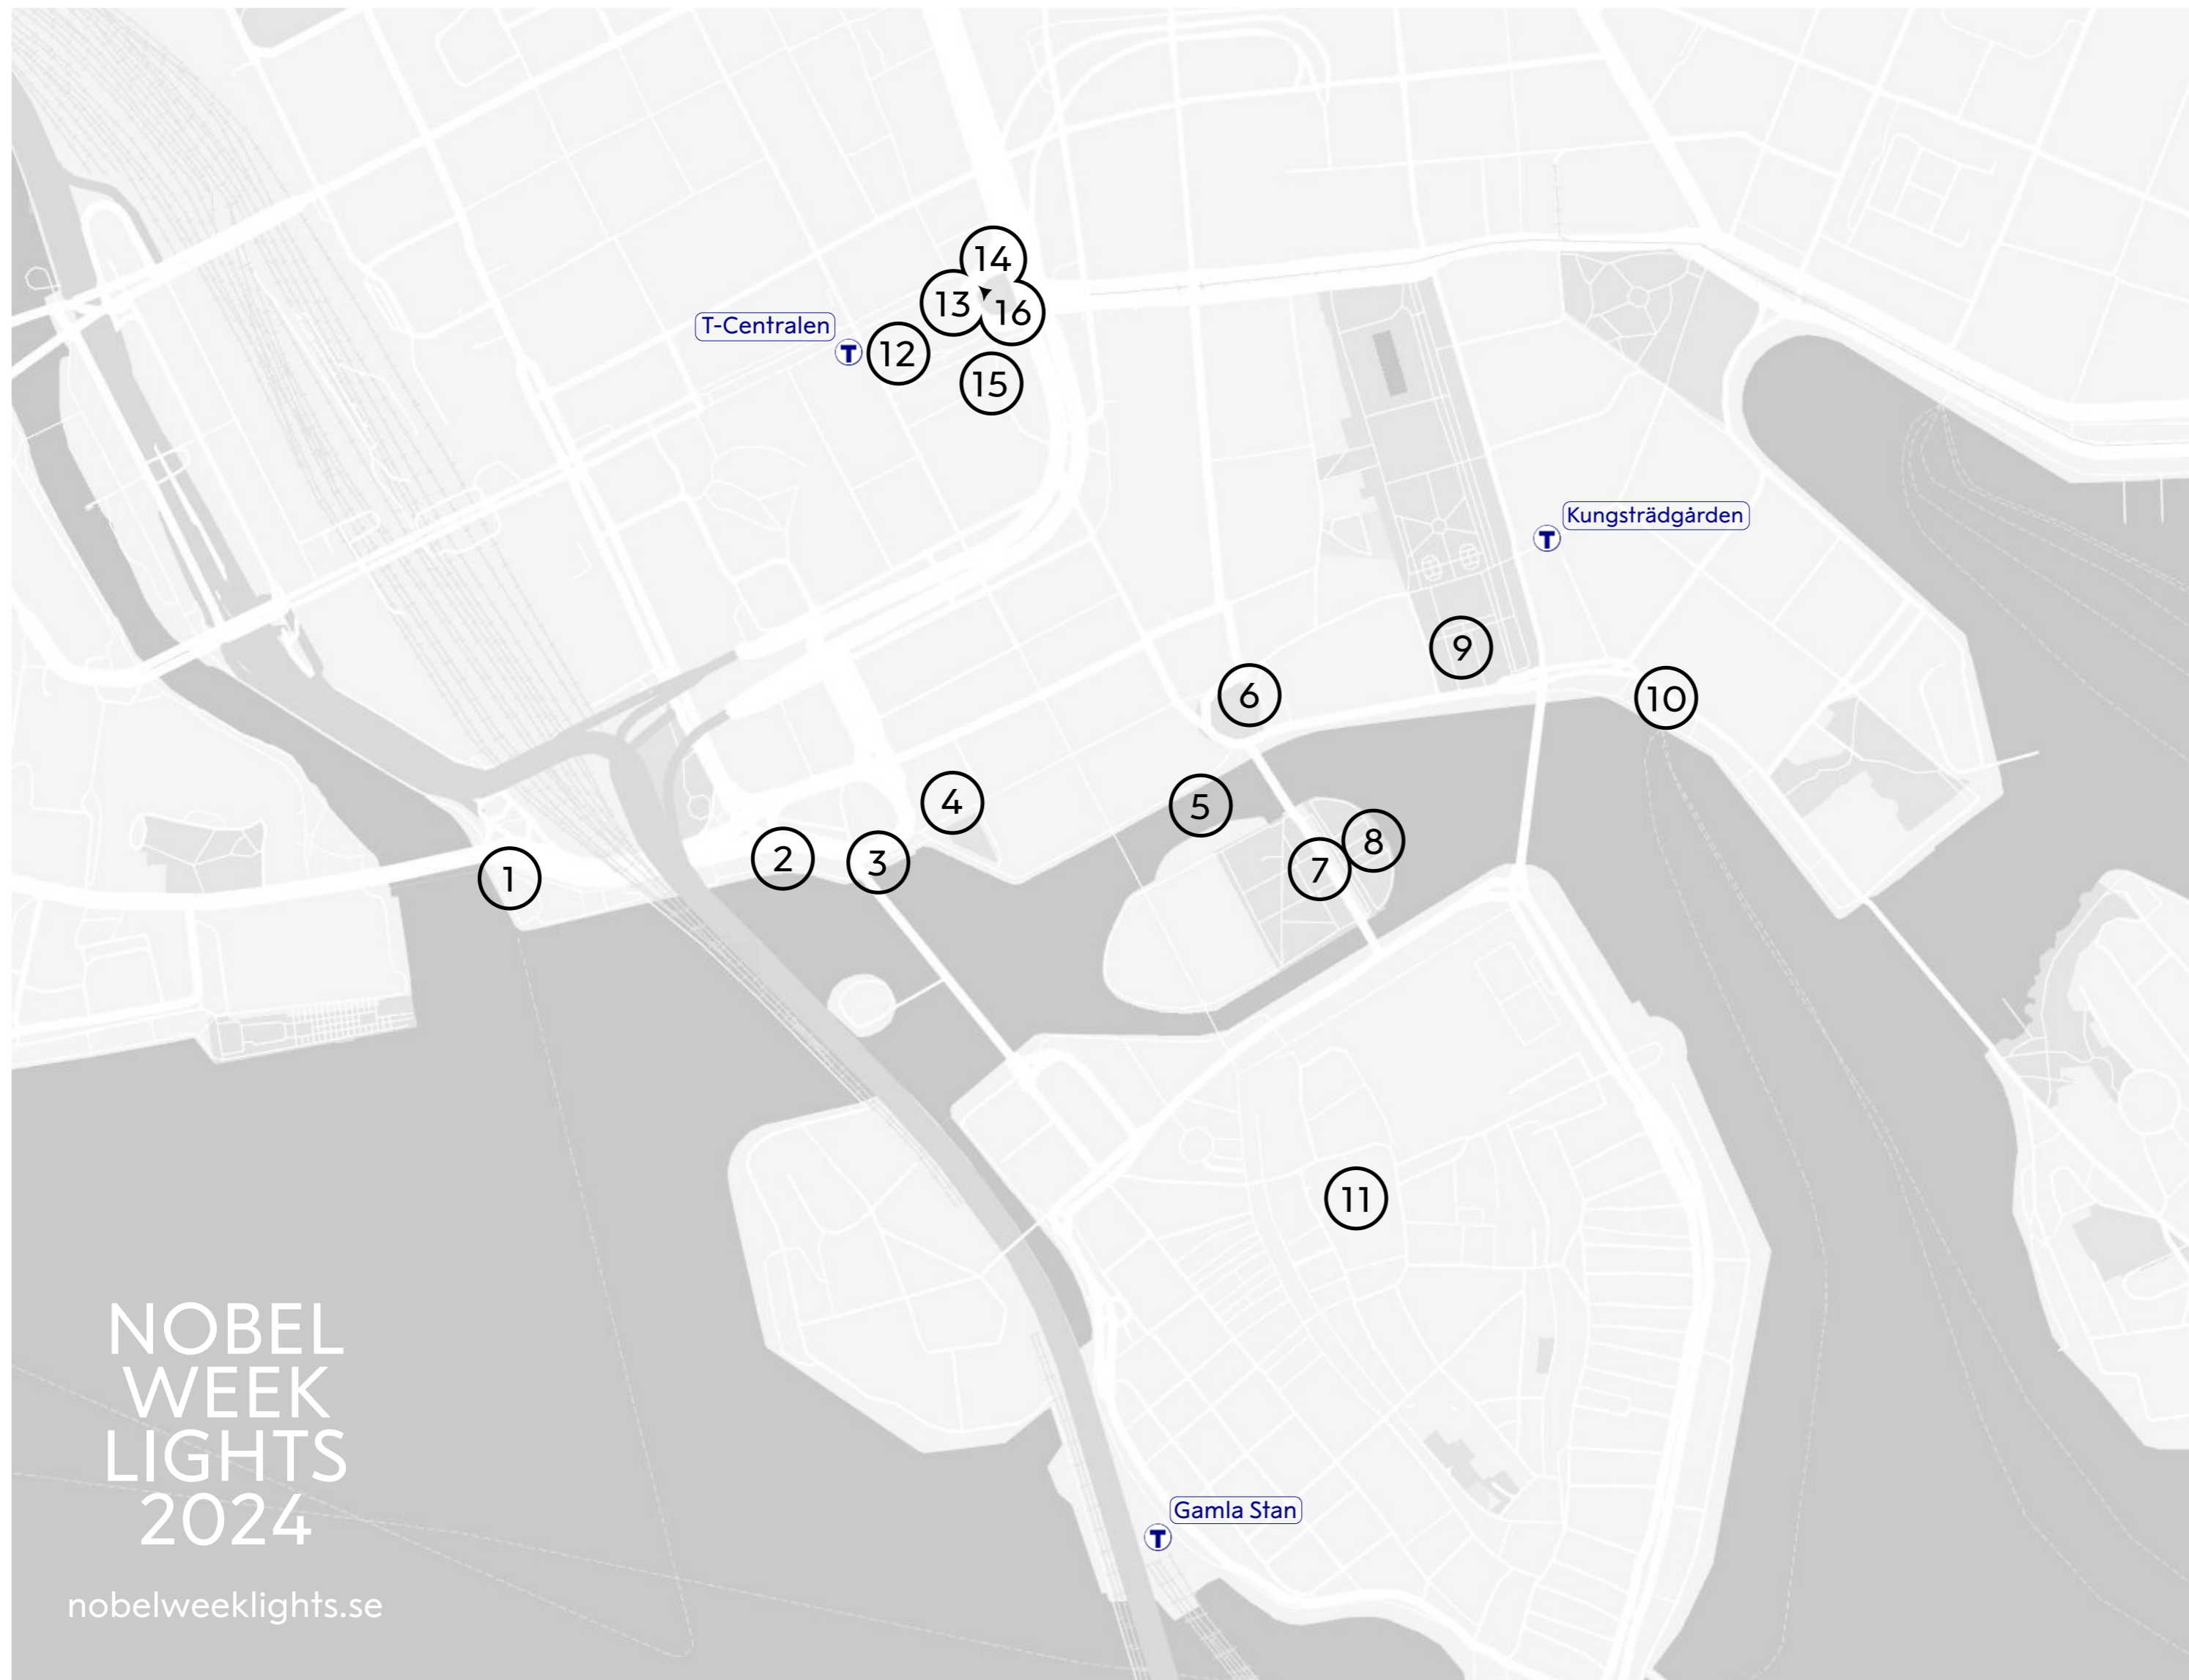 14
13
16
T-Centralen
T
12
15
Kungsträdgården
T
9
6
10
4
5
2
3
8
7
1
11
NOBEL
WEEK
LIGHTS
2024
Gamla Stan
T
nobelweeklights.se